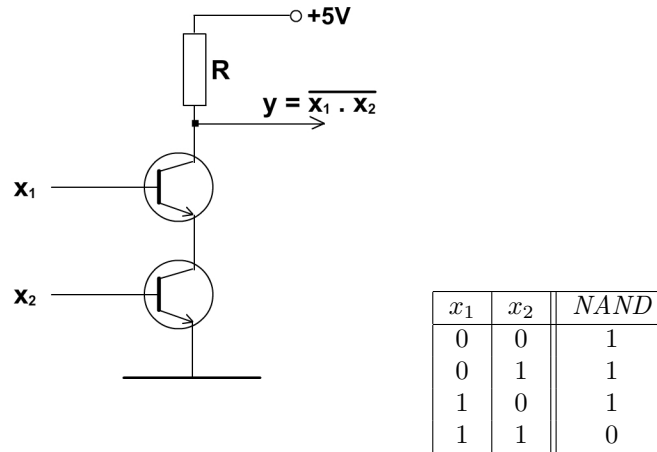 +5V
R
y = \overline{x₁ . x₂}
x₁
x₂
x₁ x₂ NAND
0 0 1
0 1 1
1 0 1
1 1 0